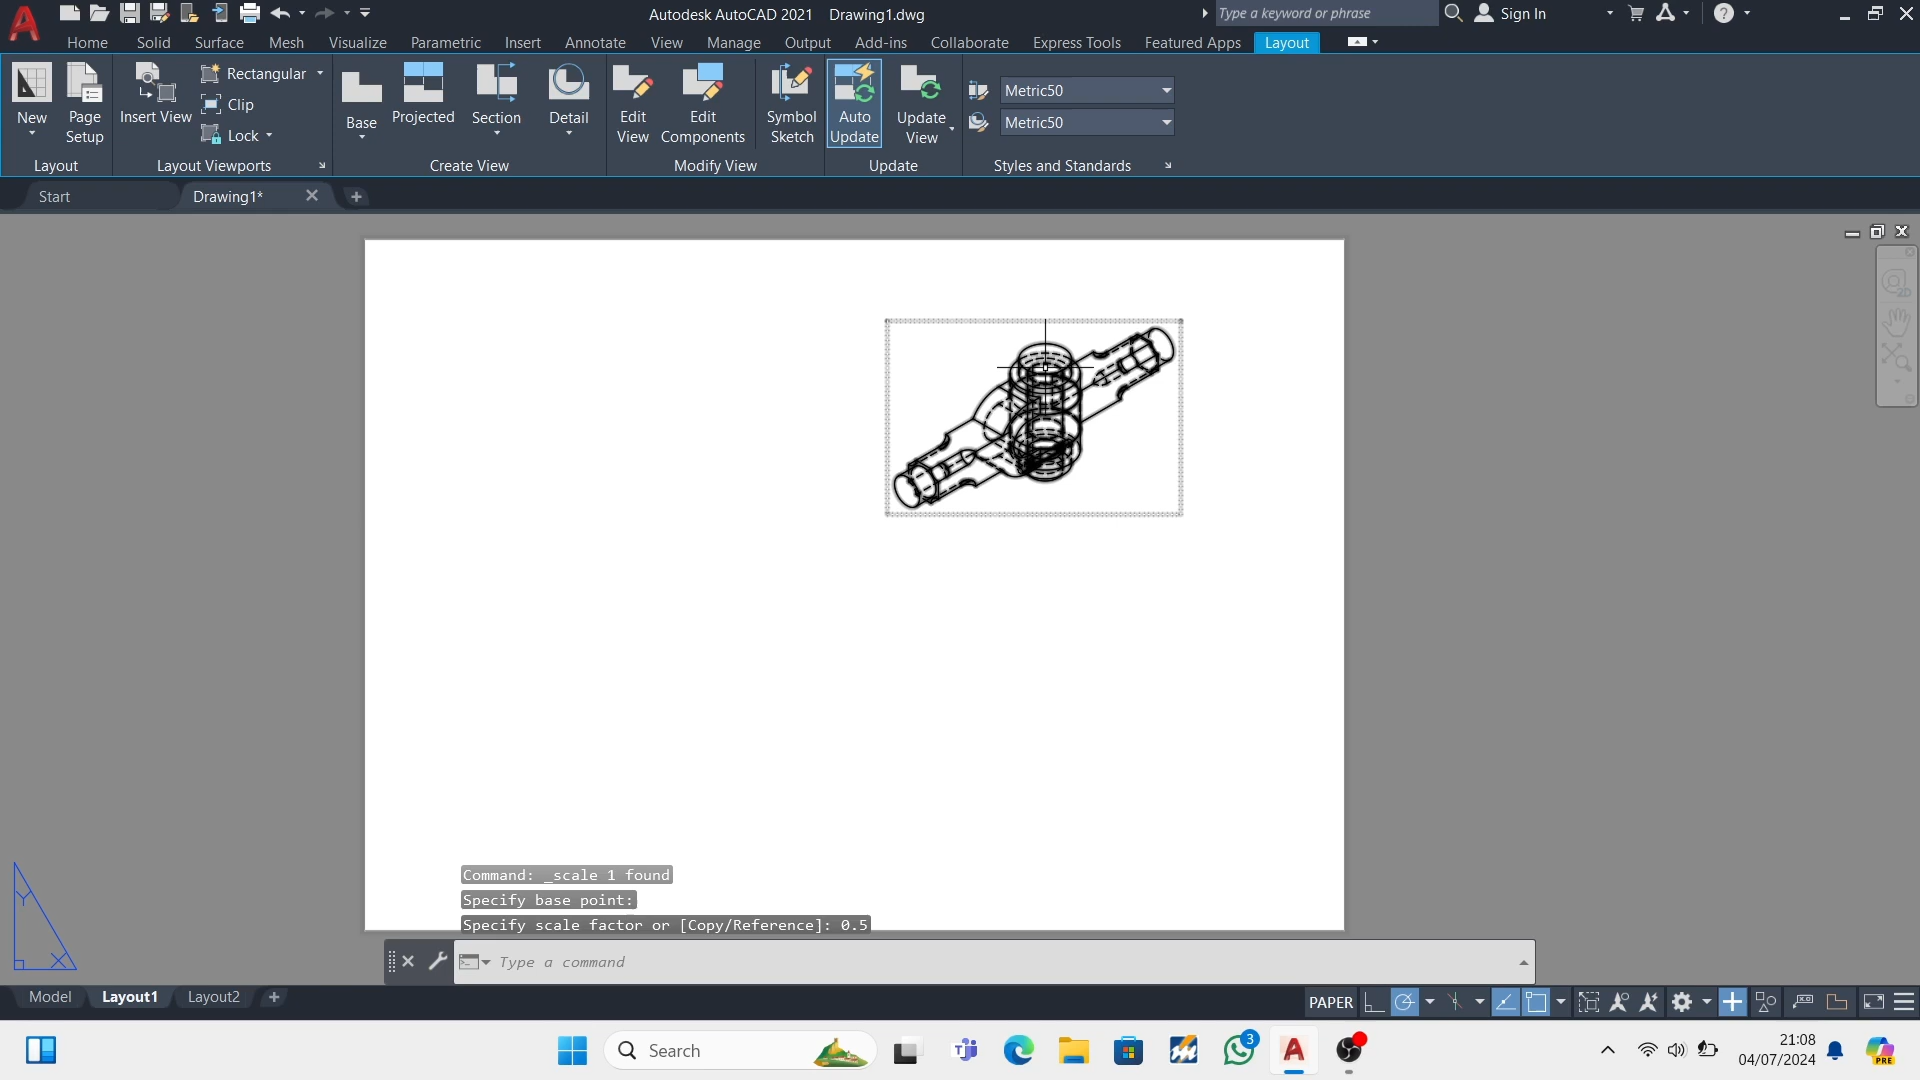 Autodesk AutoCAD 2021 Drawing1.dwg
Type a keyword or phrase
Sign In
Home Solid Surface Mesh Visualize Parametric Insert Annotate View Manage Output Add-ins Collaborate Express Tools Featured Apps Layout
New
Page Setup
Insert View
Rectangular
Clip
Lock
Base
Projected
Section
Detail
Edit View
Edit Components
Symbol Sketch
Auto Update
Update View
Metric50
Metric50
Layout
Layout Viewports
Create View
Modify View
Update
Styles and Standards
Start
Drawing1*
2D
Command: _scale 1 found
Specify base point:
Specify scale factor or [Copy/Reference]: 0.5
Type a command
Y
X
Model Layout1 Layout2
PAPER
Search
3
21:08
04/07/2024
PRE